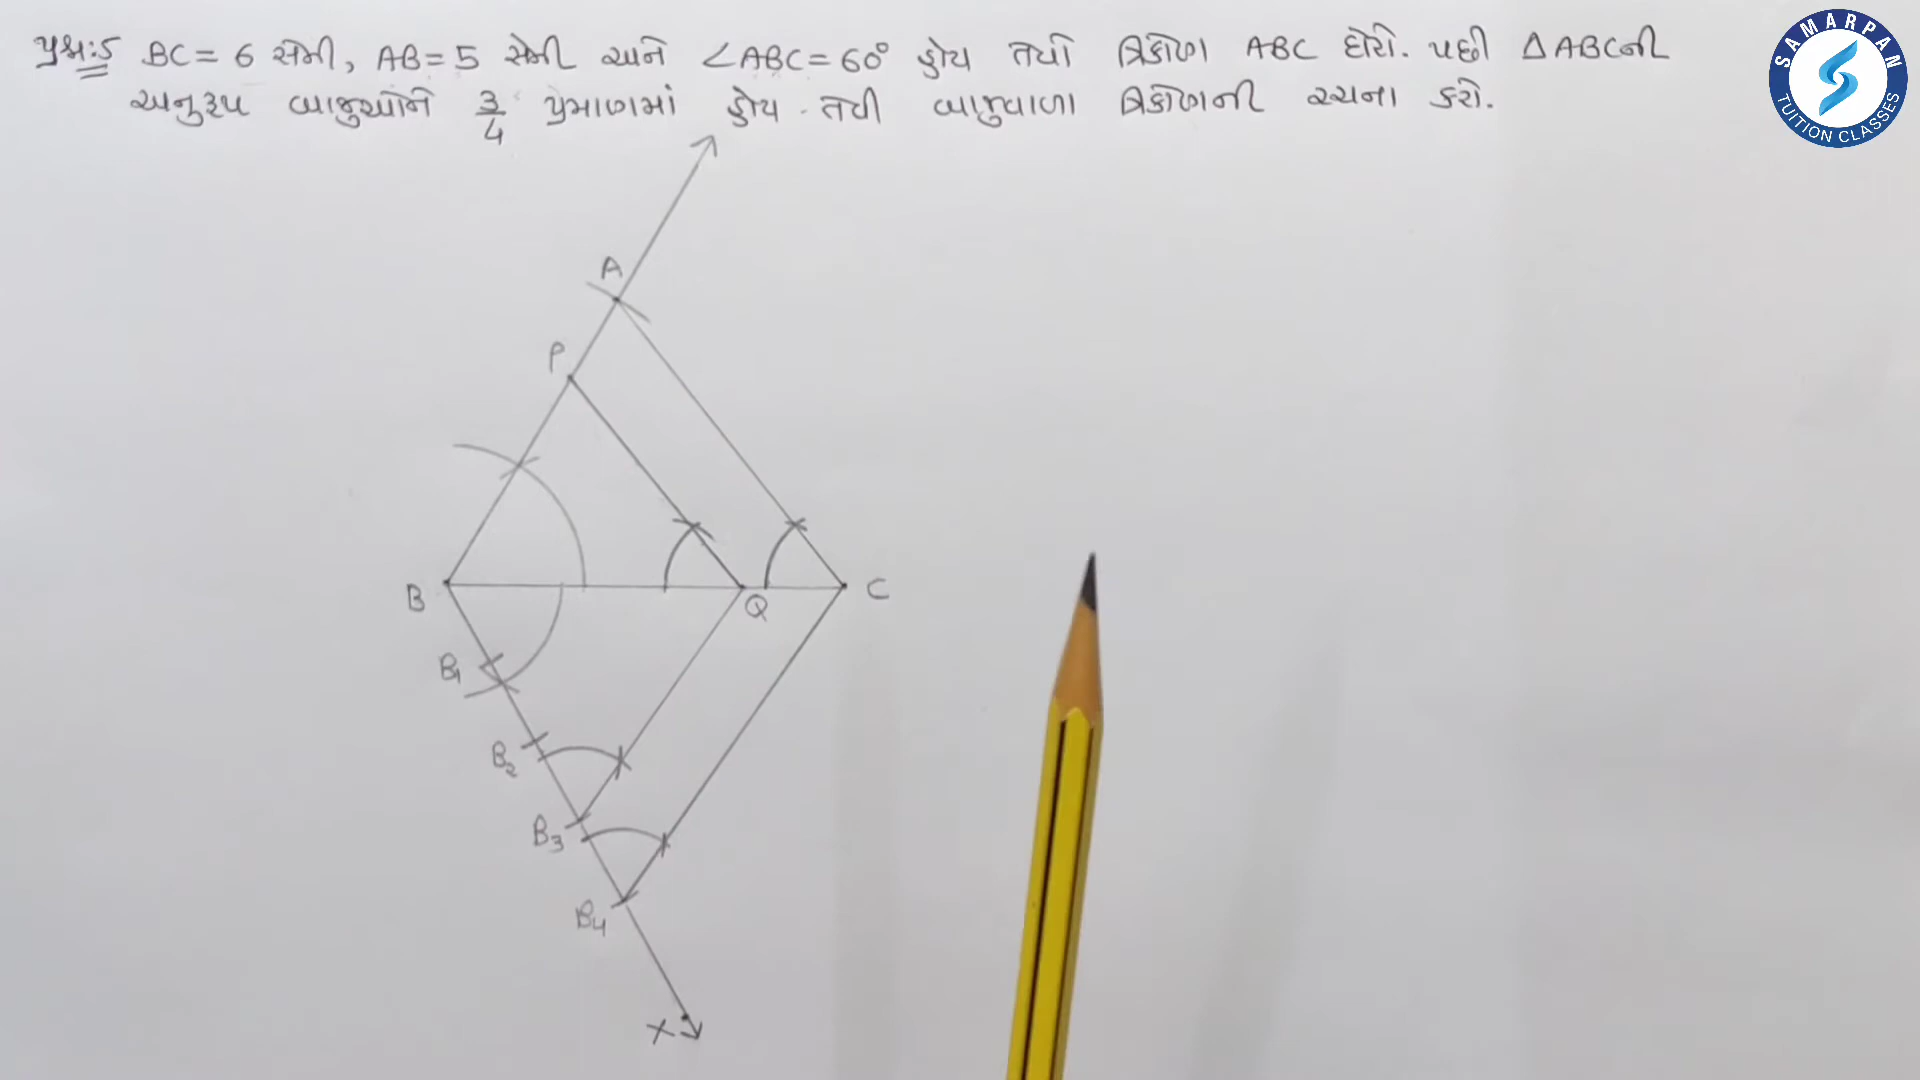 પ્રશ્ન:5 BC = 6 સેમી, AB = 5 સેમી અને ∠ABC = 60° હોય તેવો ત્રિકોણ ABC દોરો. પછી △ABCની
અનુરૂપ બાજુઓને 3/4 પ્રમાણમાં હોય તેવી બાજુવાળા ત્રિકોણની રચના કરો.
SAMARPAN
TUITION CLASSES
A
P
B
Q
C
B1
B2
B3
B4
X